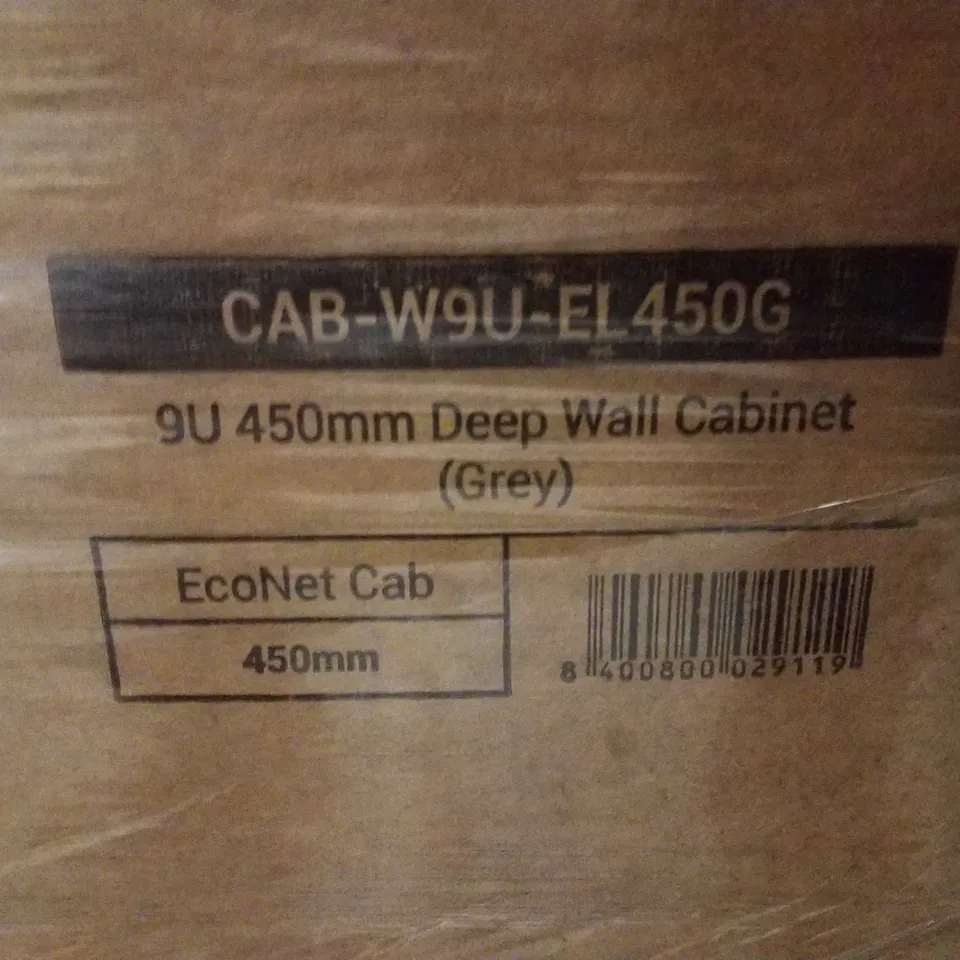 CAB-W9U-EL450G
9U 450mm Deep Wall Cabinet
(Grey)
EcoNet Cab
450mm
8 400800 029119